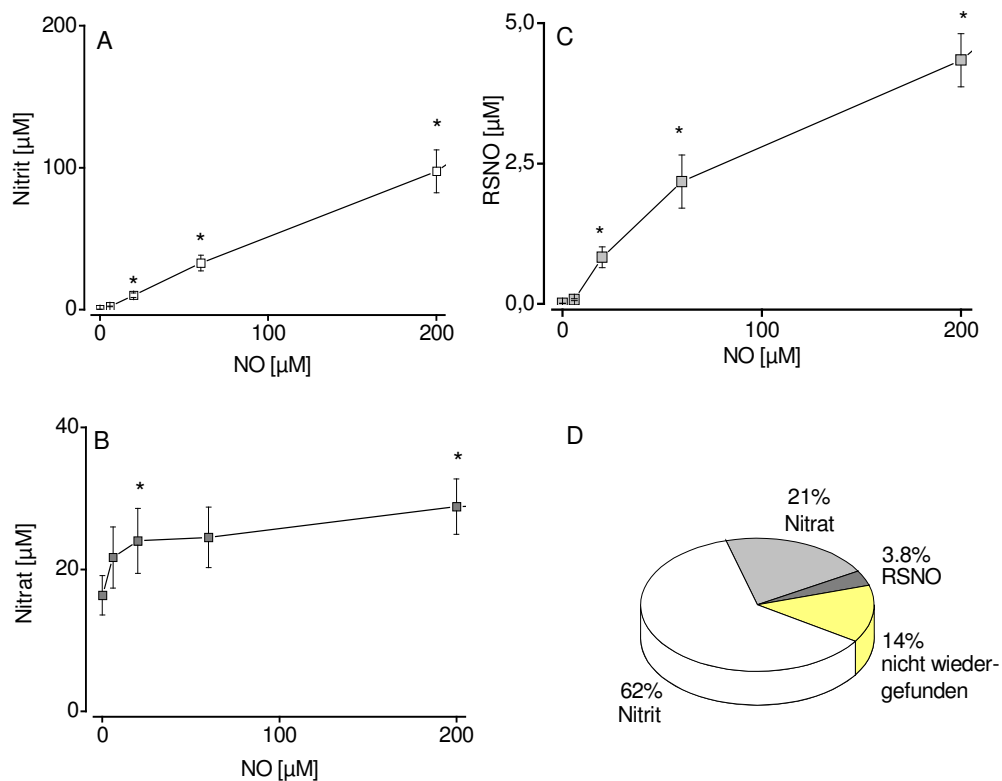 A
200
100
0
Nitrit [µM]
*
*
*
0
100
200
NO [µM]
C
5,0
2,5
0,0
RSNO [µM]
*
*
*
0
100
200
NO [µM]
B
40
20
0
Nitrat [µM]
*
*
0
100
200
NO [µM]
D
21%
Nitrat
3.8%
RSNO
14%
nicht wieder-
gefunden
62%
Nitrit